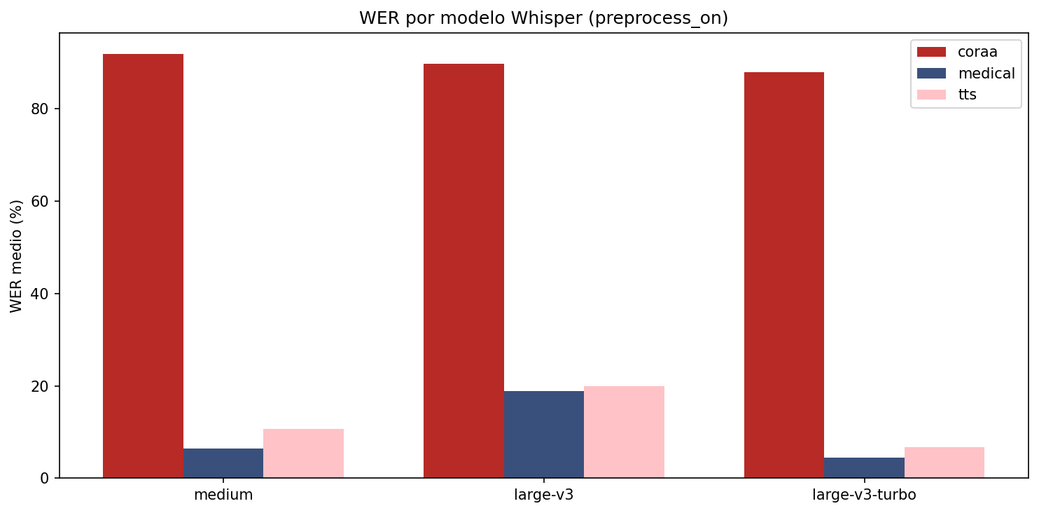 WER por modelo Whisper (preprocess_on)
coraa
medical
tts
WER medio (%)
80
60
40
20
0
medium
large-v3
large-v3-turbo